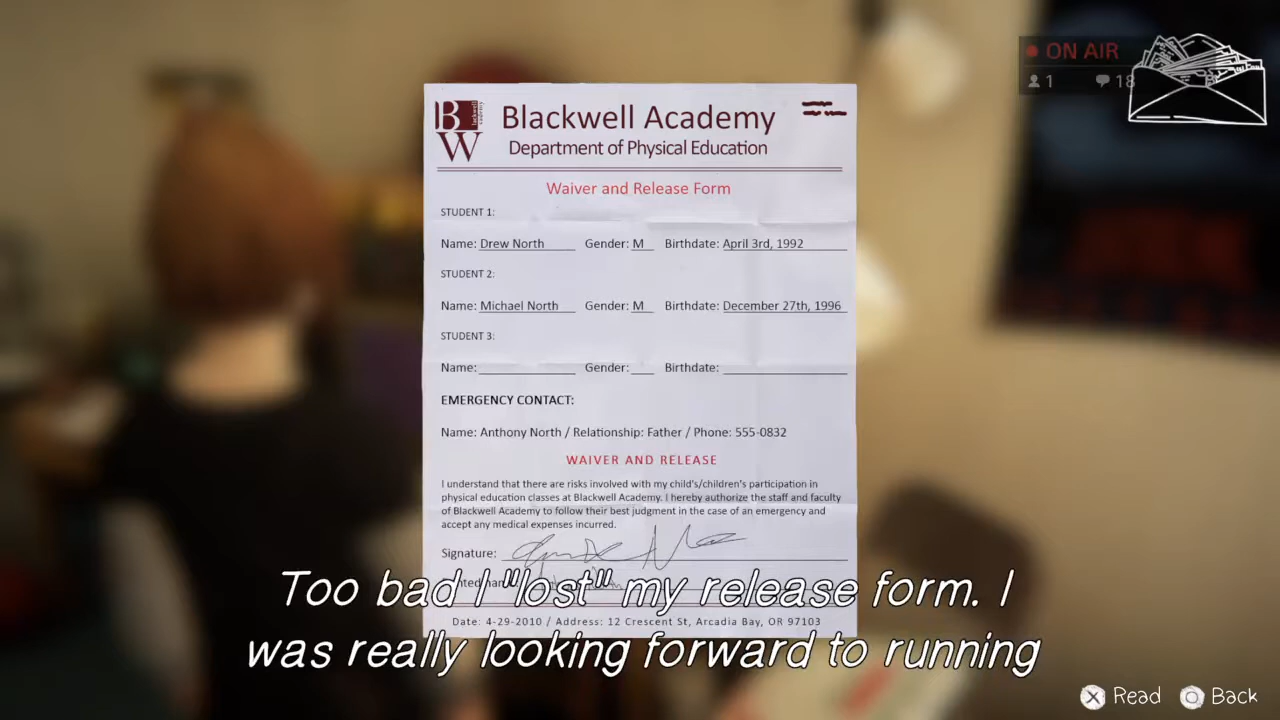 ON AIR
1 18
BW
Blackwell Academy
Department of Physical Education
Waiver and Release Form
STUDENT 1:
Name: Drew North Gender: M Birthdate: April 3rd, 1992
STUDENT 2:
Name: Michael North Gender: M Birthdate: December 27th, 1996
STUDENT 3:
Name: Gender: Birthdate:
EMERGENCY CONTACT:
Name: Anthony North / Relationship: Father / Phone: 555-0832
WAIVER AND RELEASE
I understand that there are risks involved with my child's/children's participation in
physical education classes at Blackwell Academy. I hereby authorize the staff and faculty
of Blackwell Academy to follow their best judgment in the case of an emergency and
accept any medical expenses incurred.
Signature:
Date: 4-29-2010 / Address: 12 Crescent St, Arcadia Bay, OR 97103
Too bad I "lost" my release form. I
was really looking forward to running
Read Back